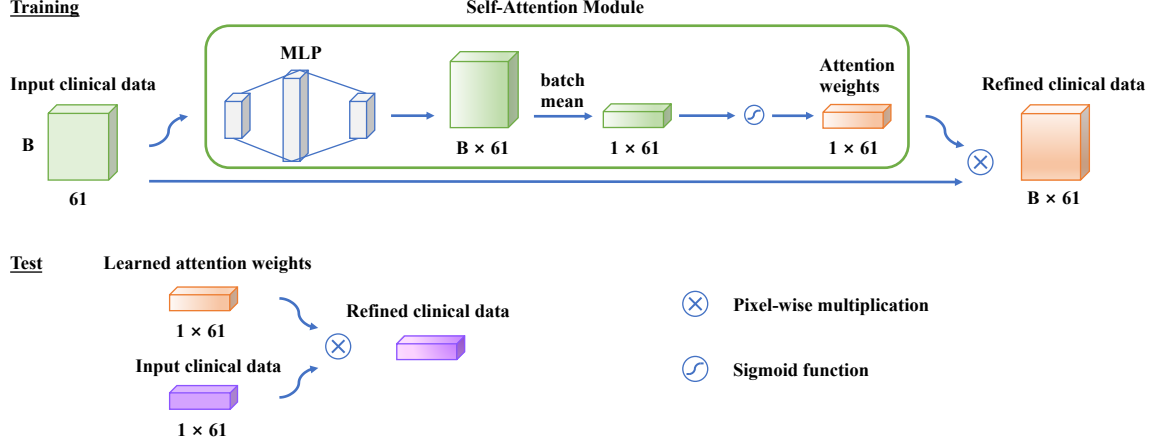 Training
Self-Attention Module
MLP
Input clinical data
B
61
B × 61
batch
mean
1 × 61
Attention
weights
1 × 61
Refined clinical data
B × 61
Test
Learned attention weights
1 × 61
Input clinical data
1 × 61
Refined clinical data
Pixel-wise multiplication
Sigmoid function